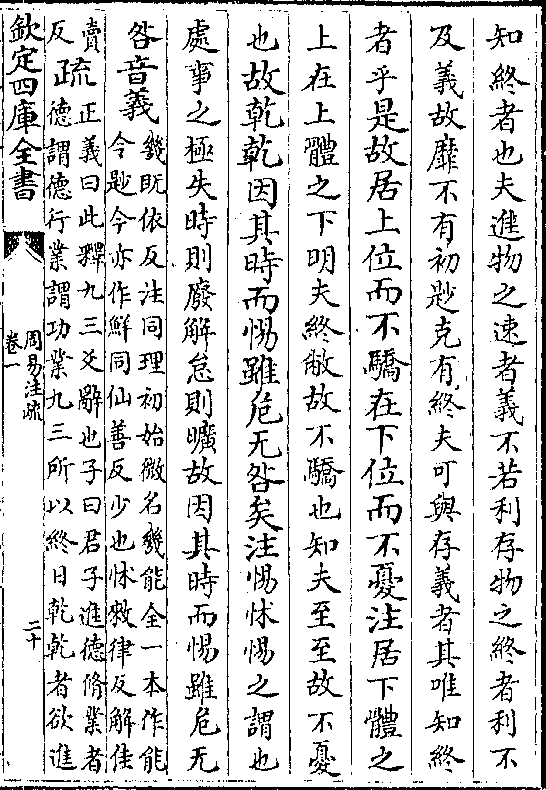 知終者也夫進物之速者義不若利存物之終者利不
及義故靡不有初尟克有終夫可與存義者其唯知終
者乎是故居上位而不驕在下位而不憂注居下體之
上在上體之下明夫終敝故不驕也知夫至至故不憂
也故乾乾因其時而惕雖危无咎矣注惕怵惕之謂也
處事之極失時則廢解怠則曠故因其時而惕雖危无
咎音義
幾既依反注同理初始微名幾能全一本作能
今尟今亦作鮮同仙善反少也怵敕律反解佳
賣
反
疏
正義曰此釋九三爻辭也子曰君子進德脩業者
德謂德行業謂功業九三所以終日乾乾者欲進
欽定四庫全書
周易注疏
卷一
二十